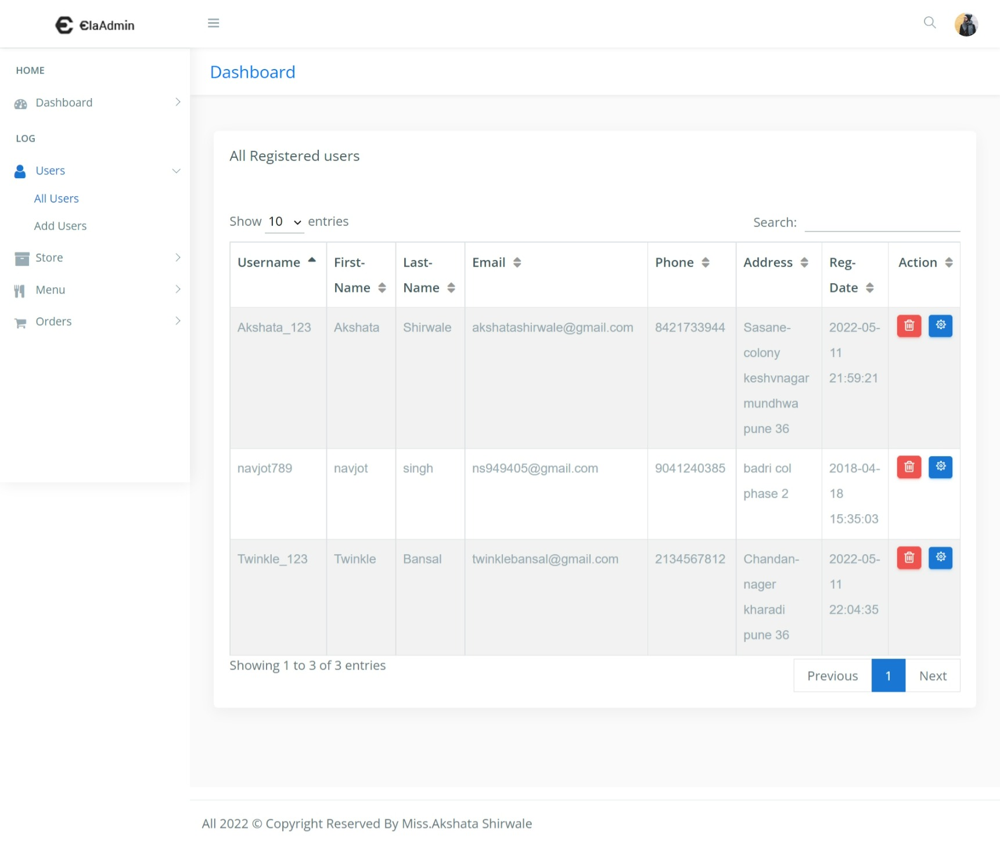 ElaAdmin
HOME
Dashboard
LOG
Users
All Users
Add Users
Store
Menu
Orders
Dashboard
All Registered users
Show 10 entries
Search:
Username First- Last- Email Phone Address Reg- Action
Name Name Date
Akshata_123 Akshata Shirwale akshatashirwale@gmail.com 8421733944 Sasane- 2022-05-
colony 11
keshvnagar 21:59:21
mundhwa
pune 36
navjot789 navjot singh ns949405@gmail.com 9041240385 badri col 2018-04-
phase 2 18
15:35:03
Twinkle_123 Twinkle Bansal twinklebansal@gmail.com 2134567812 Chandan- 2022-05-
nager 11
kharadi 22:04:35
pune 36
Showing 1 to 3 of 3 entries
Previous 1 Next
All 2022 © Copyright Reserved By Miss.Akshata Shirwale